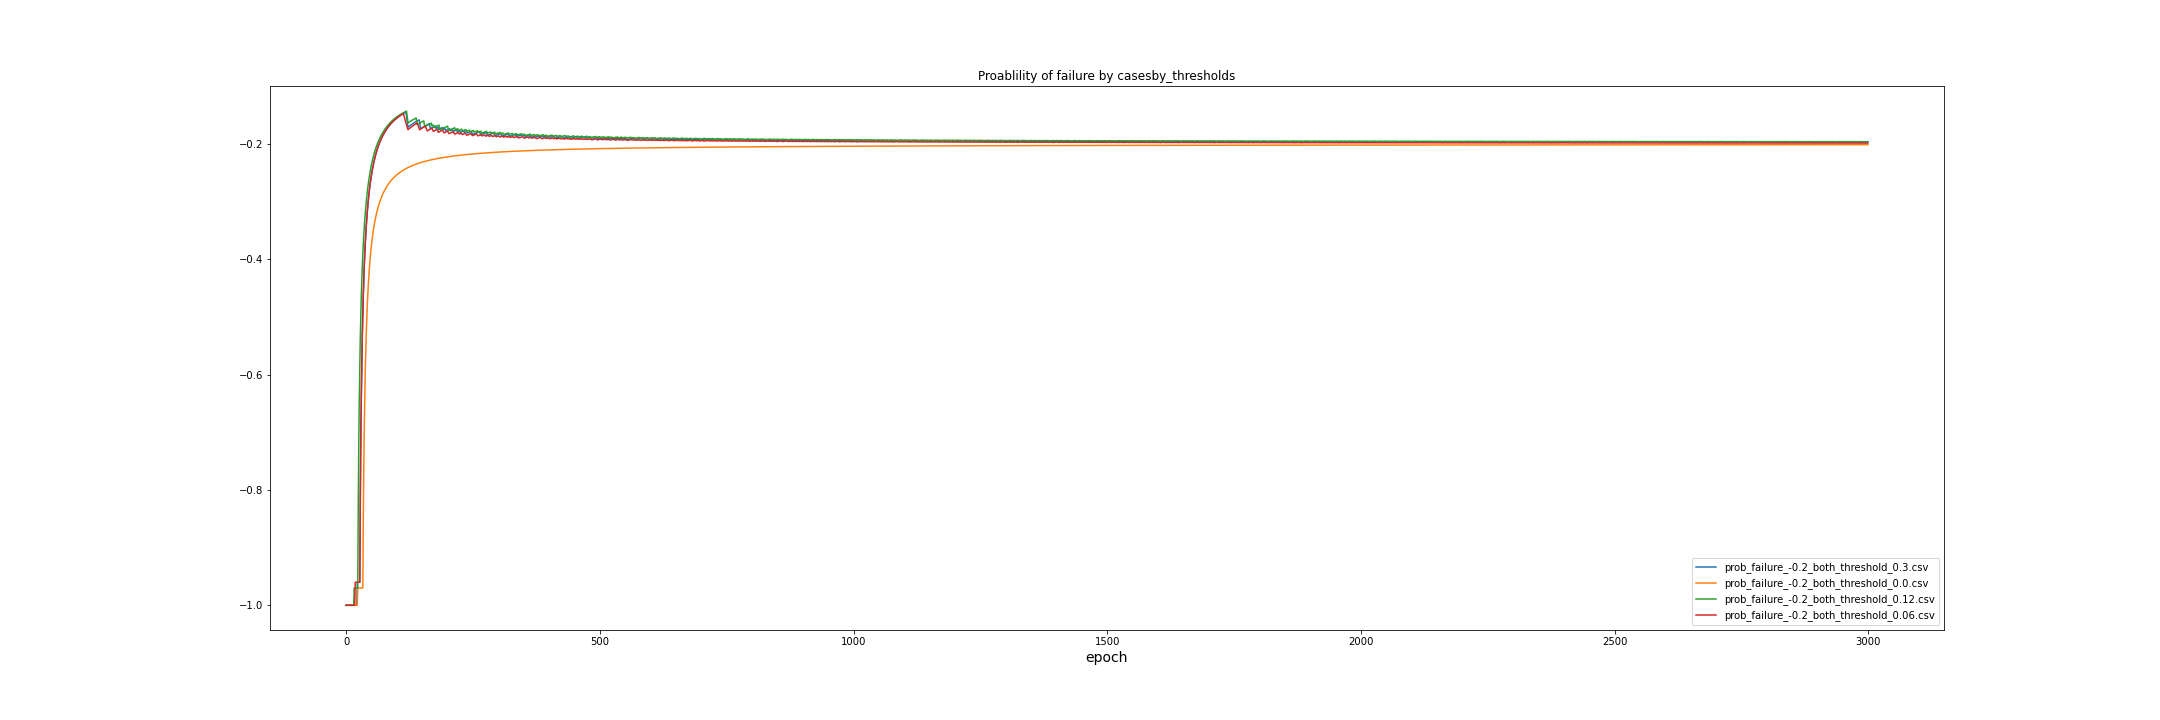 Proablility of failure by casesby_thresholds
−0.2
−0.4
−0.6
−0.8
−1.0
0 500 1000 1500 2000 2500 3000
epoch
prob_failure_-0.2_both_threshold_0.3.csv
prob_failure_-0.2_both_threshold_0.0.csv
prob_failure_-0.2_both_threshold_0.12.csv
prob_failure_-0.2_both_threshold_0.06.csv